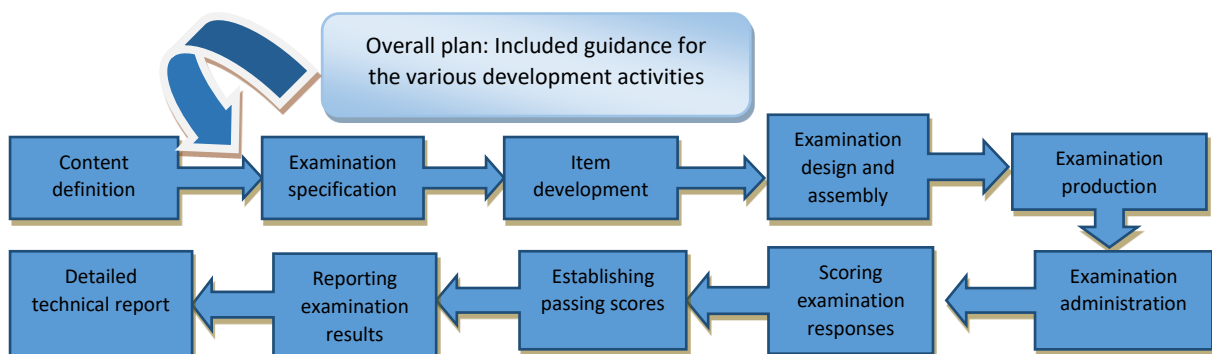 Overall plan: Included guidance for
the various development activities
Content
definition
Examination
specification
Item
development
Examination
design and
assembly
Examination
production
Examination
administration
Scoring
examination
responses
Establishing
passing scores
Reporting
examination
results
Detailed
technical report